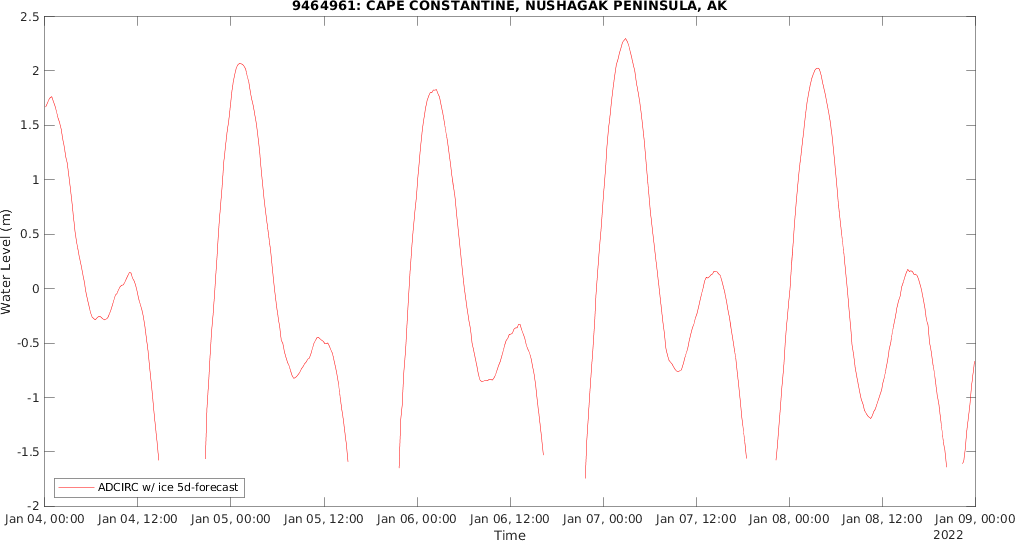 9464961: CAPE CONSTANTINE, NUSHAGAK PENINSULA, AK
2.5
2
1.5
1
0.5
0
-0.5
-1
-1.5
-2
Water Level (m)
ADCIRC w/ ice 5d-forecast
Jan 04, 00:00 Jan 04, 12:00 Jan 05, 00:00 Jan 05, 12:00 Jan 06, 00:00 Jan 06, 12:00 Jan 07, 00:00 Jan 07, 12:00 Jan 08, 00:00 Jan 08, 12:00 Jan 09, 00:00
Time
2022